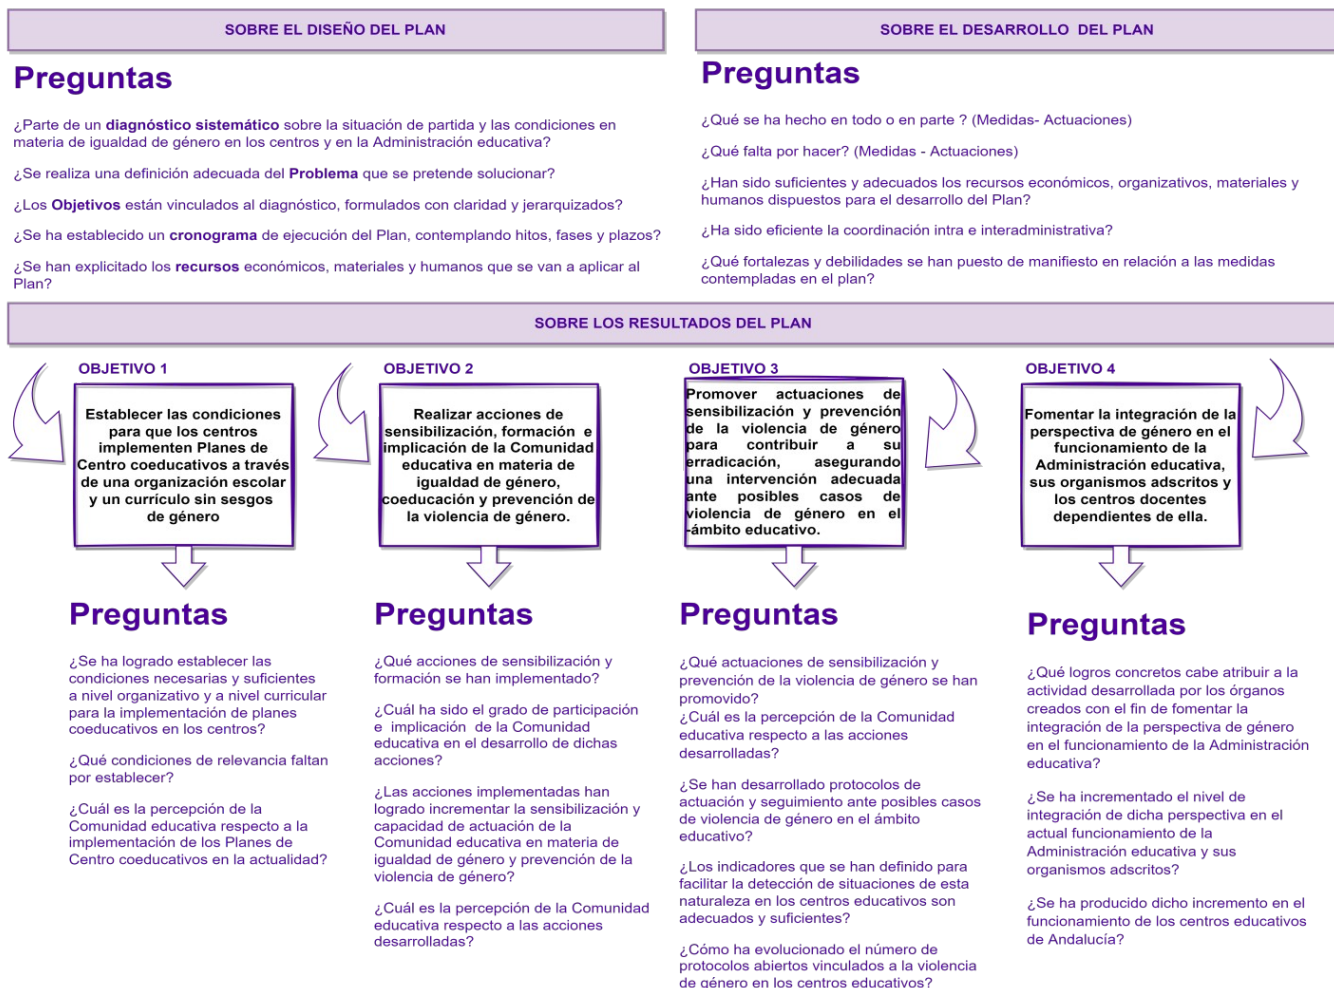 SOBRE EL DISEÑO DEL PLAN
Preguntas
¿Parte de un diagnóstico sistemático sobre la situación de partida y las condiciones en
materia de igualdad de género en los centros y en la Administración educativa?
¿Se realiza una definición adecuada del Problema que se pretende solucionar?
¿Los Objetivos están vinculados al diagnóstico, formulados con claridad y jerarquizados?
¿Se ha establecido un cronograma de ejecución del Plan, contemplando hitos, fases y plazos?
¿Se han explicitado los recursos económicos, materiales y humanos que se van a aplicar al
Plan?
SOBRE EL DESARROLLO  DEL PLAN
Preguntas
¿Qué se ha hecho en todo o en parte ? (Medidas- Actuaciones)
¿Qué falta por hacer? (Medidas - Actuaciones)
¿Han sido suficientes y adecuados los recursos económicos, organizativos, materiales y
humanos dispuestos para el desarrollo del Plan?
¿Ha sido eficiente la coordinación intra e interadministrativa?
¿Qué fortalezas y debilidades se han puesto de manifiesto en relación a las medidas
contempladas en el plan?
SOBRE LOS RESULTADOS DEL PLAN
OBJETIVO 1
Establecer las condiciones
para que los centros
implementen Planes de
Centro coeducativos a través
de una organización escolar
y un currículo sin sesgos
de género
Preguntas
¿Se ha logrado establecer las
condiciones necesarias y suficientes
a nivel organizativo y a nivel curricular
para la implementación de planes
coeducativos en los centros?
¿Qué condiciones de relevancia faltan
por establecer?
¿Cuál es la percepción de la
Comunidad educativa respecto a la
implementación de los Planes de
Centro coeducativos en la actualidad?
OBJETIVO 2
Realizar acciones de
sensibilización, formación  e
implicación de la Comunidad
educativa en materia de
igualdad de género,
coeducación y prevención de
la violencia de género.
Preguntas
¿Qué acciones de sensibilización y
formación se han implementado?
¿Cuál ha sido el grado de participación
e  implicación  de la Comunidad
educativa en el desarrollo de dichas
acciones?
¿Las acciones implementadas han
logrado incrementar la sensibilización y
capacidad de actuación de la
Comunidad educativa en materia de
igualdad de género y prevención de la
violencia de género?
¿Cuál es la percepción de la Comunidad
educativa respecto a las acciones
desarrolladas?
OBJETIVO 3
Promover actuaciones de
sensibilización y prevención
de la violencia de género
para contribuir a su
erradicación, asegurando
una intervención adecuada
ante posibles casos de
violencia de género en el
-ámbito educativo.
Preguntas
¿Qué actuaciones de sensibilización y
prevención de la violencia de género se han
promovido?
¿Cuál es la percepción de la Comunidad
educativa respecto a las acciones
desarrolladas?
¿Se han desarrollado protocolos de
actuación y seguimiento ante posibles casos
de violencia de género en el ámbito
educativo?
¿Los indicadores que se han definido para
facilitar la detección de situaciones de esta
naturaleza en los centros educativos son
adecuados y suficientes?
¿Cómo ha evolucionado el número de
protocolos abiertos vinculados a la violencia
de género en los centros educativos?
OBJETIVO 4
Fomentar la integración de la
perspectiva de género en el
funcionamiento de la
Administración educativa,
sus organismos adscritos y
los centros docentes
dependientes de ella.
Preguntas
¿Qué logros concretos cabe atribuir a la
actividad desarrollada por los órganos
creados con el fin de fomentar la
integración de la perspectiva de género
en el funcionamiento de la Administración
educativa?
¿Se ha incrementado el nivel de
integración de dicha perspectiva en el
actual funcionamiento de la
Administración educativa y sus
organismos adscritos?
¿Se ha producido dicho incremento en el
funcionamiento de los centros educativos
de Andalucía?